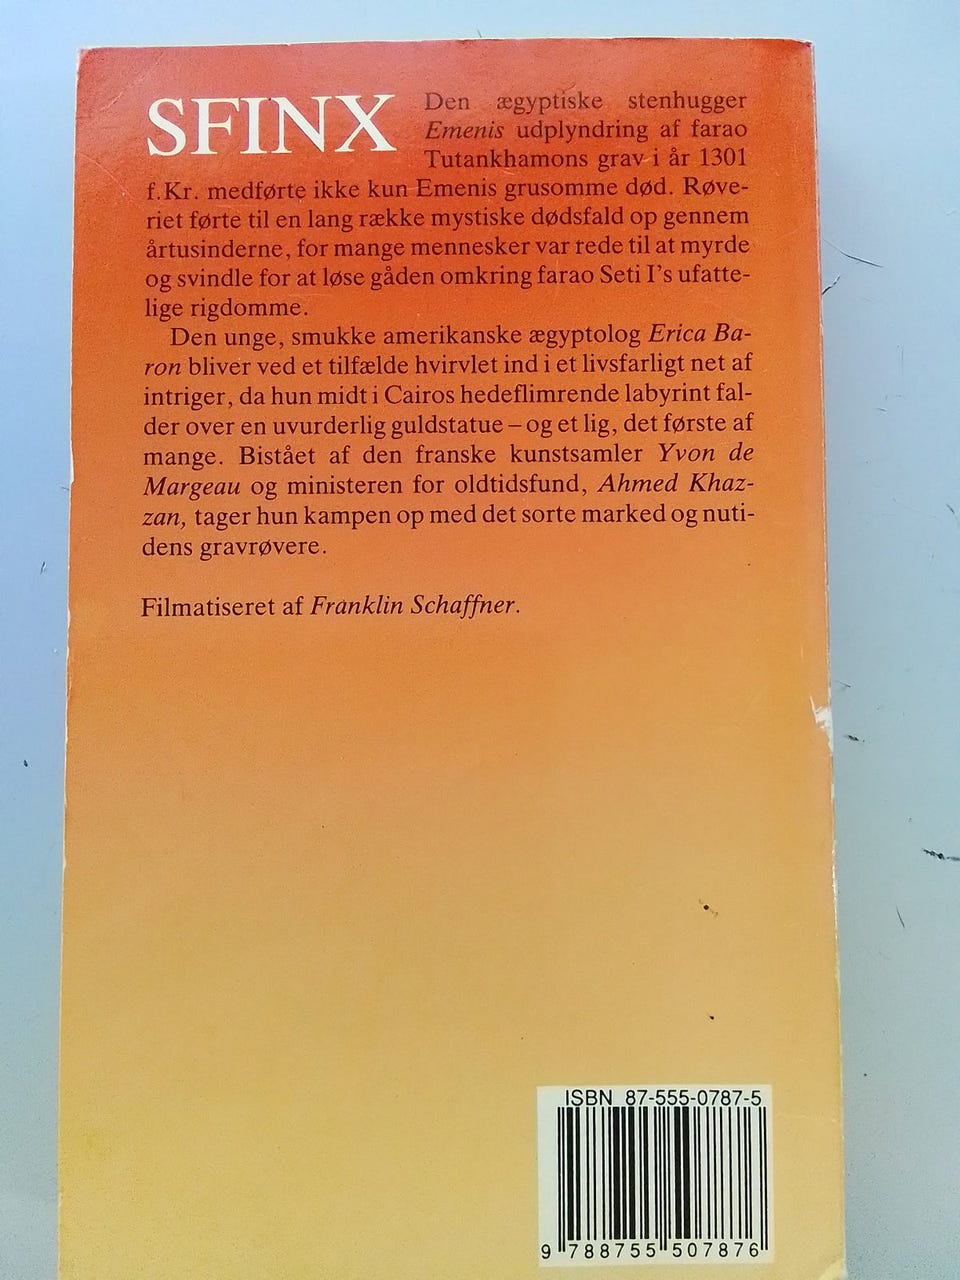 SFINX
Den ægyptiske stenhugger
Emenis udplyndring af farao
Tutankhamons grav i år 1301
f.Kr. medførte ikke kun Emenis grusomme død. Røve-
riet førte til en lang række mystiske dødsfald op gennem
årtusinderne, for mange mennesker var rede til at myrde
og svindle for at løse gåden omkring farao Seti I's ufatte-
lige rigdomme.
Den unge, smukke amerikanske ægyptolog Erica Ba-
ron bliver ved et tilfælde hvirvlet ind i et livsfarligt net af
intriger, da hun midt i Cairos hedeflimrende labyrint fal-
der over en uvurderlig guldstatue – og et lig, det første af
mange. Bistået af den franske kunstsamler Yvon de
Margeau og ministeren for oldtidsfund, Ahmed Khaz-
zan, tager hun kampen op med det sorte marked og nuti-
dens gravrøvere.
Filmatiseret af Franklin Schaffner.
ISBN 87-555-0787-5
9 788755 507876